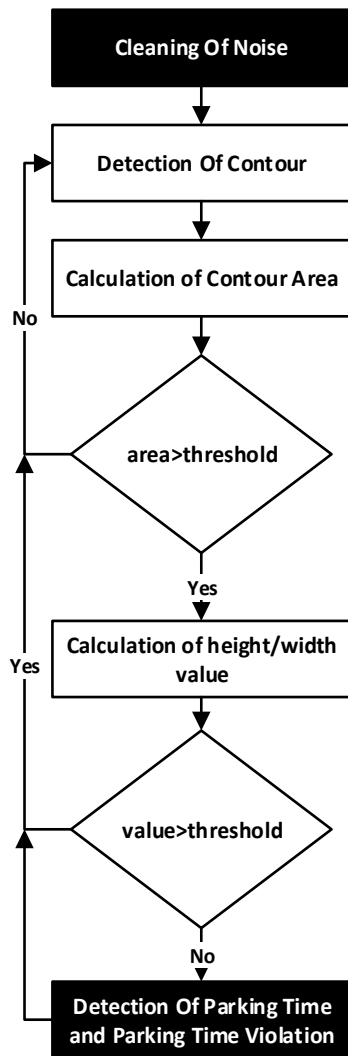 Cleaning Of Noise
Detection Of Contour
Calculation of Contour Area
No
area>threshold
Yes
Calculation of height/width
value
Yes
value>threshold
No
Detection Of Parking Time
and Parking Time Violation